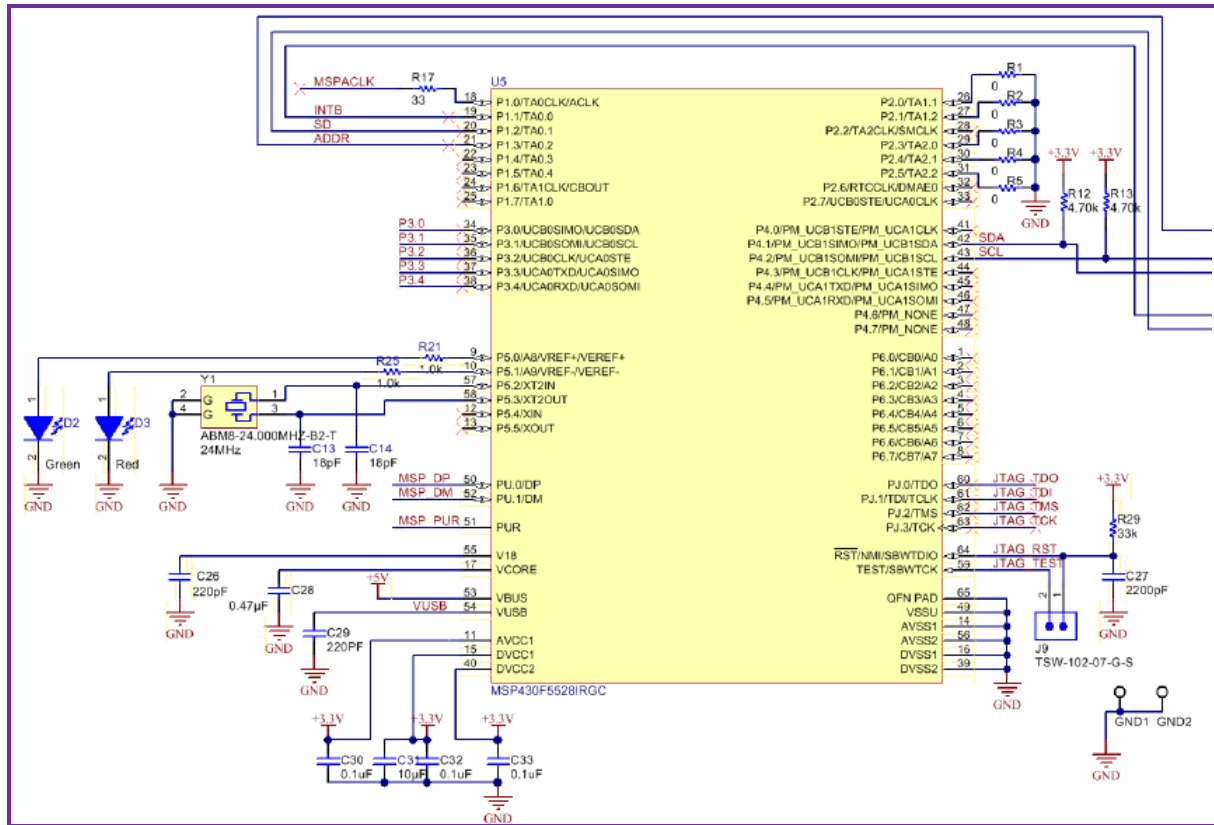 U5
MSPACLK R17 33 18 P1.0/TA0CLK/ACLK
INTB 19 P1.1/TA0.0
SD 20 P1.2/TA0.1
ADDR 21 P1.3/TA0.2
22 P1.4/TA0.3
23 P1.5/TA0.4
24 P1.6/TA1CLK/CBOUT
25 P1.7/TA1.0
P3.0 34 P3.0/UCB0SIMO/UCB0SDA
P3.1 35 P3.1/UCB0SOMI/UCB0SCL
P3.2 36 P3.2/UCB0CLK/UCA0STE
P3.3 37 P3.3/UCA0TXD/UCA0SIMO
P3.4 38 P3.4/UCA0RXD/UCA0SOMI
R21 1.0k 9 P5.0/A8/VREF+/VEREF+
R25 1.0k 10 P5.1/A9/VREF-/VEREF-
57 P5.2/XT2IN
58 P5.3/XT2OUT
12 P5.4/XIN
13 P5.5/XOUT
Y1
2 G 1
4 G 3
ABM8-24.000MHZ-B2-T
24MHz
1 D2 2 Green GND
1 D3 2 Red GND
GND
C13 18pF GND
C14 18pF GND
MSP_DP 50 PU.0/DP
MSP_DM 52 PU.1/DM
MSP_PUR 51 PUR
55 V18
17 VCORE
C26 220pF GND
C28 0.47µF GND
+5V 53 VBUS
VUSB 54 VUSB
C29 220PF GND
11 AVCC1
15 DVCC1
40 DVCC2
MSP430F5528IRGC
+3.3V +3.3V +3.3V
C30 0.1uF C31 10µF C32 0.1uF C33 0.1uF
GND
P2.0/TA1.1 26 R1 0
P2.1/TA1.2 27 R2 0
P2.2/TA2CLK/SMCLK 28 R3 0
P2.3/TA2.0 29
P2.4/TA2.1 30 R4 0
P2.5/TA2.2 31 R5 0
P2.6/RTCCLK/DMAE0 32
P2.7/UCB0STE/UCA0CLK 33
GND
+3.3V +3.3V
R12 4.70k R13 4.70k
P4.0/PM_UCB1STE/PM_UCA1CLK 41
P4.1/PM_UCB1SIMO/PM_UCB1SDA 42 SDA
P4.2/PM_UCB1SOMI/PM_UCB1SCL 43 SCL
P4.3/PM_UCB1CLK/PM_UCA1STE 44
P4.4/PM_UCA1TXD/PM_UCA1SIMO 45
P4.5/PM_UCA1RXD/PM_UCA1SOMI 46
P4.6/PM_NONE 47
P4.7/PM_NONE 48
P6.0/CB0/A0 1
P6.1/CB1/A1 2
P6.2/CB2/A2 3
P6.3/CB3/A3 4
P6.4/CB4/A4 5
P6.5/CB5/A5 6
P6.6/CB6/A6 7
P6.7/CB7/A7 8
PJ.0/TDO 60 JTAG_TDO
PJ.1/TDI/TCLK 61 JTAG_TDI
PJ.2/TMS 62 JTAG_TMS
PJ.3/TCK 63 JTAG_TCK
RST/NMI/SBWTDIO 64 JTAG_RST
TEST/SBWTCK 59 JTAG_TEST
+3.3V
R29 33k
C27 2200pF
GND
QFN PAD 65
VSSU 49
AVSS1 14
AVSS2 56
DVSS1 16
DVSS2 39
GND
2 1
J9
TSW-102-07-G-S
GND1 GND2
GND